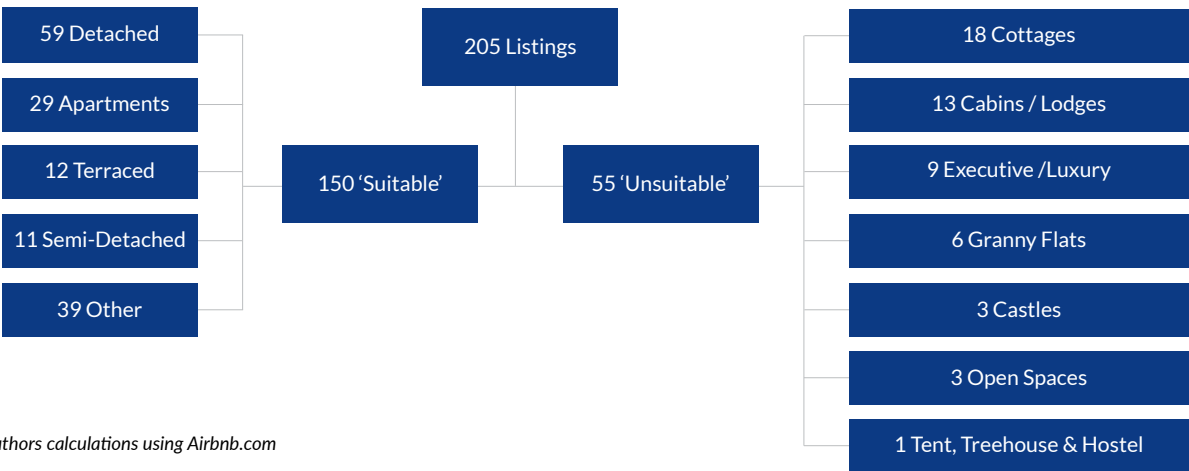 205 Listings
150 ‘Suitable’
55 ‘Unsuitable’
59 Detached
29 Apartments
12 Terraced
11 Semi-Detached
39 Other
18 Cottages
13 Cabins / Lodges
9 Executive /Luxury
6 Granny Flats
3 Castles
3 Open Spaces
1 Tent, Treehouse & Hostel
calculations using Airbnb.com